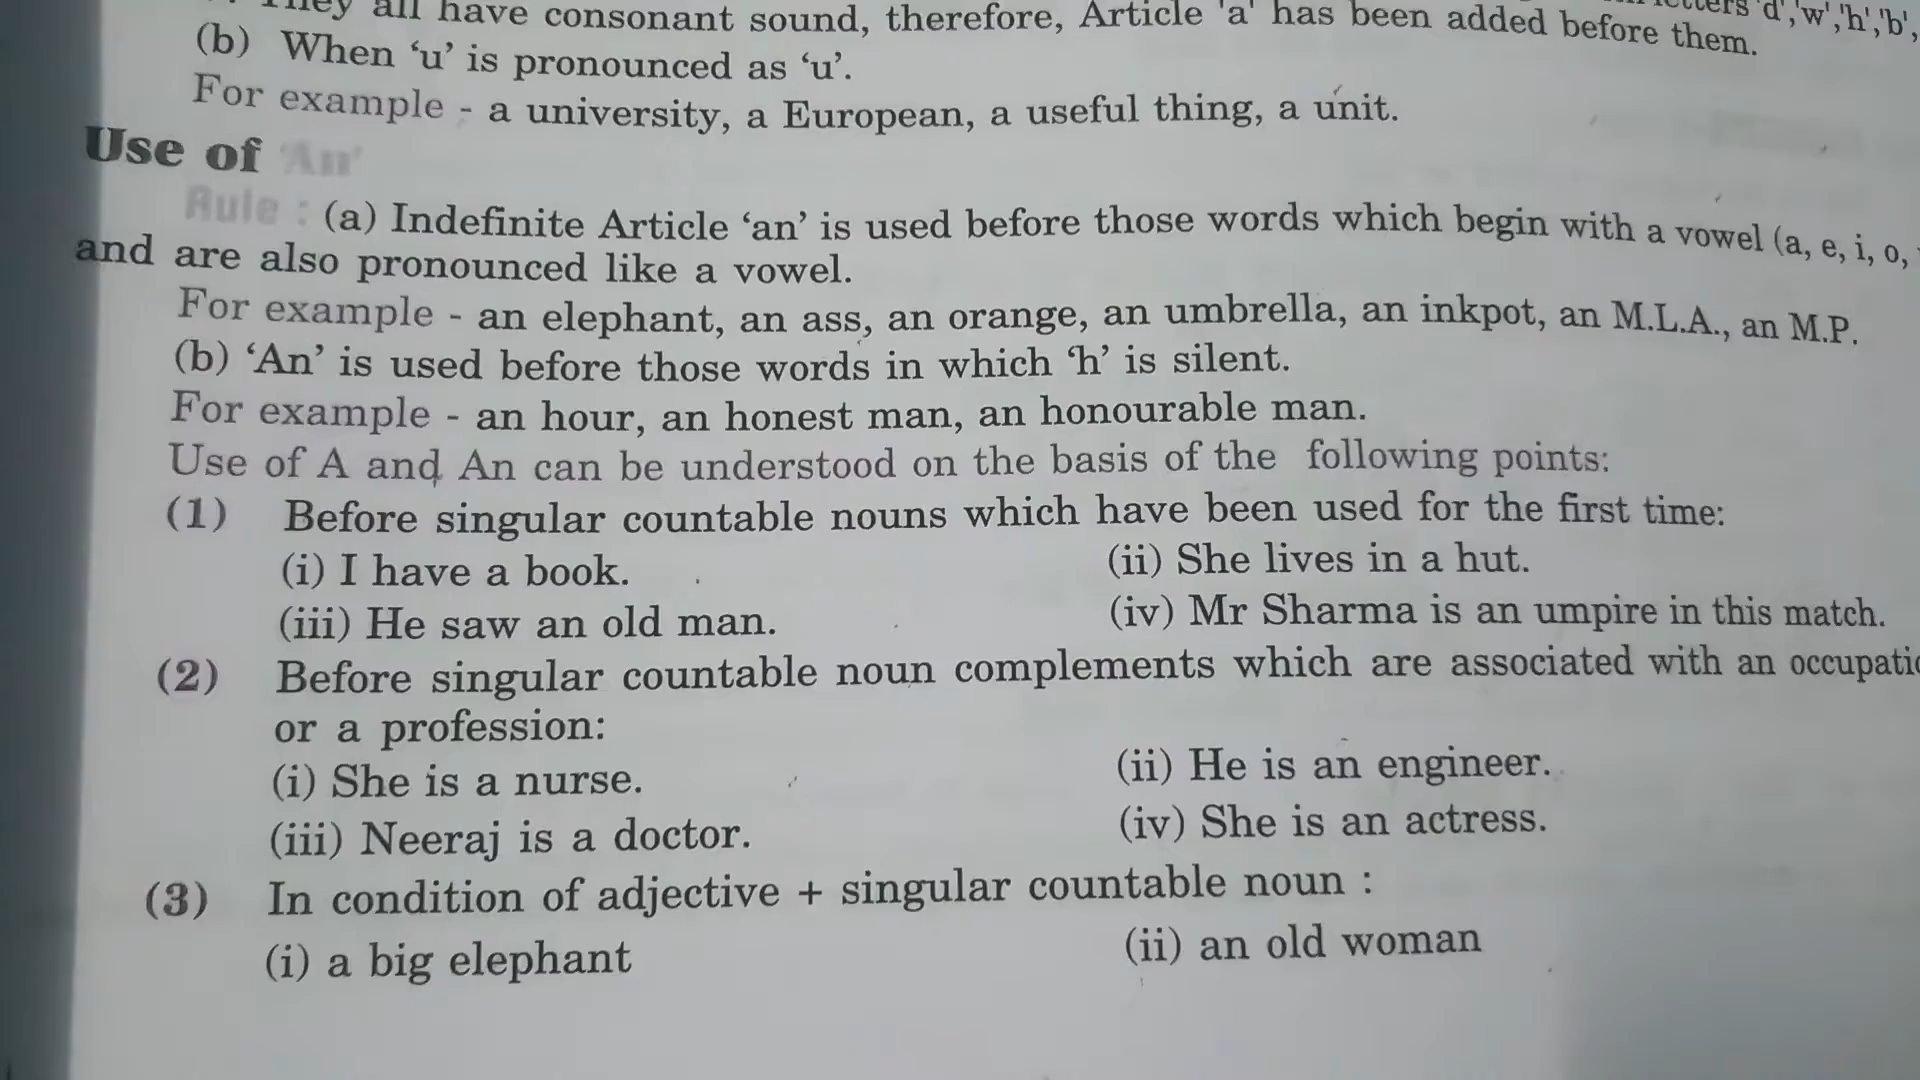 They all have consonant sound, therefore, Article 'a' has been added before them.
letters 'd','w','h','b',
(b) When ‘u’ is pronounced as ‘u’.
For example - a university, a European, a useful thing, a unit.
Use of ‘An’
Rule : (a) Indefinite Article ‘an’ is used before those words which begin with a vowel (a, e, i, o,
and are also pronounced like a vowel.
For example - an elephant, an ass, an orange, an umbrella, an inkpot, an M.L.A., an M.P.
(b) ‘An’ is used before those words in which ‘h’ is silent.
For example - an hour, an honest man, an honourable man.
Use of A and An can be understood on the basis of the following points:
(1) Before singular countable nouns which have been used for the first time:
(i) I have a book. (ii) She lives in a hut.
(iii) He saw an old man. (iv) Mr Sharma is an umpire in this match.
(2) Before singular countable noun complements which are associated with an occupatio
or a profession:
(i) She is a nurse. (ii) He is an engineer.
(iii) Neeraj is a doctor. (iv) She is an actress.
(3) In condition of adjective + singular countable noun :
(i) a big elephant (ii) an old woman